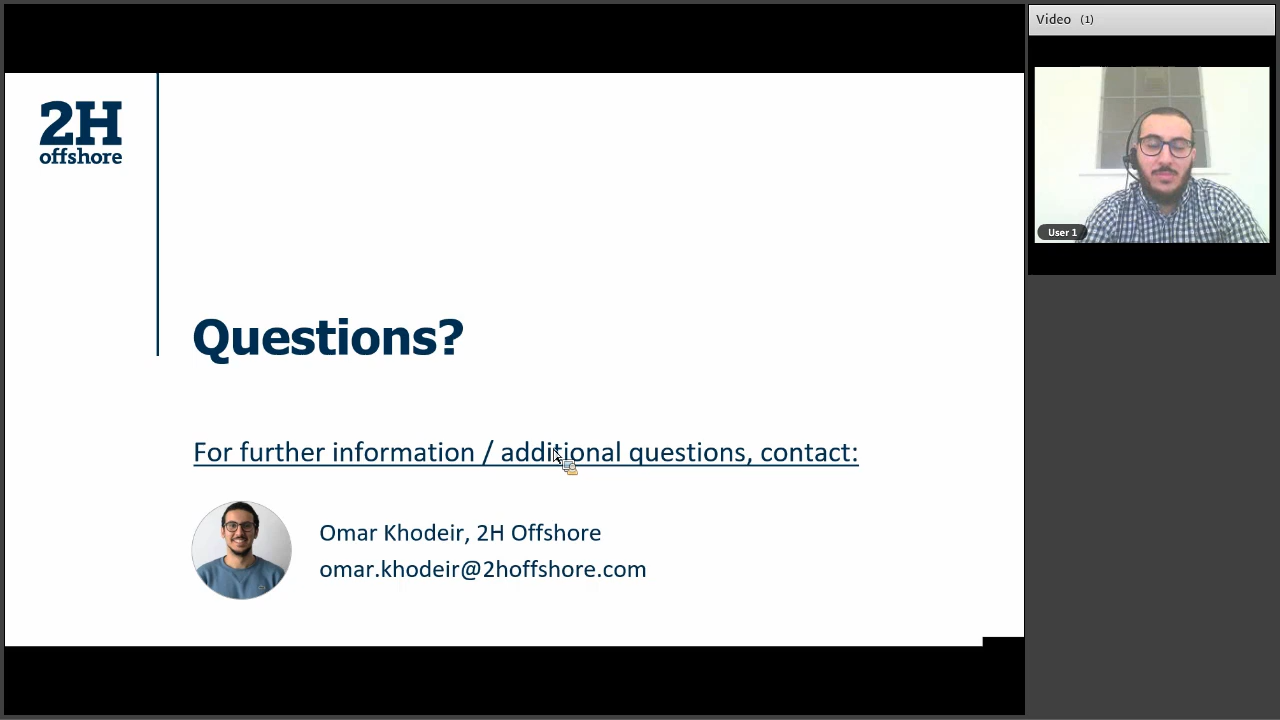 2H
offshore
Questions?
For further information / additional questions, contact:
Omar Khodeir, 2H Offshore
omar.khodeir@2hoffshore.com
Video (1)
User 1